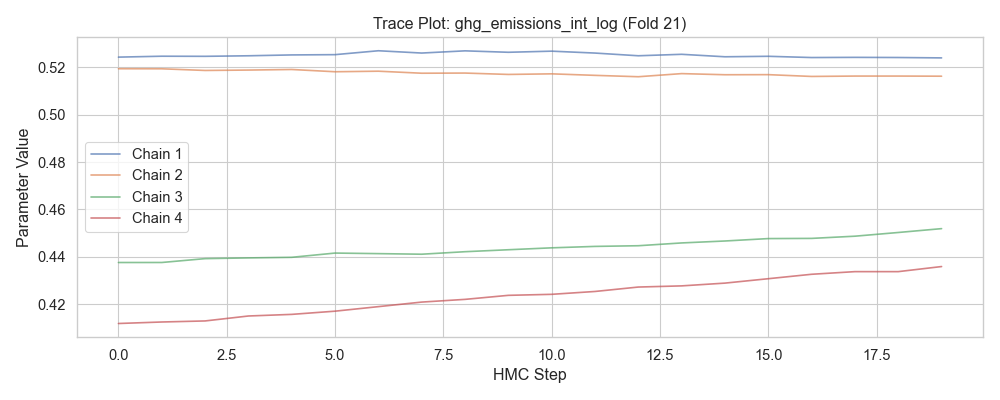 Trace Plot: ghg_emissions_int_log (Fold 21)
Parameter Value
0.52
0.50
0.48
0.46
0.44
0.42
Chain 1
Chain 2
Chain 3
Chain 4
0.0 2.5 5.0 7.5 10.0 12.5 15.0 17.5
HMC Step